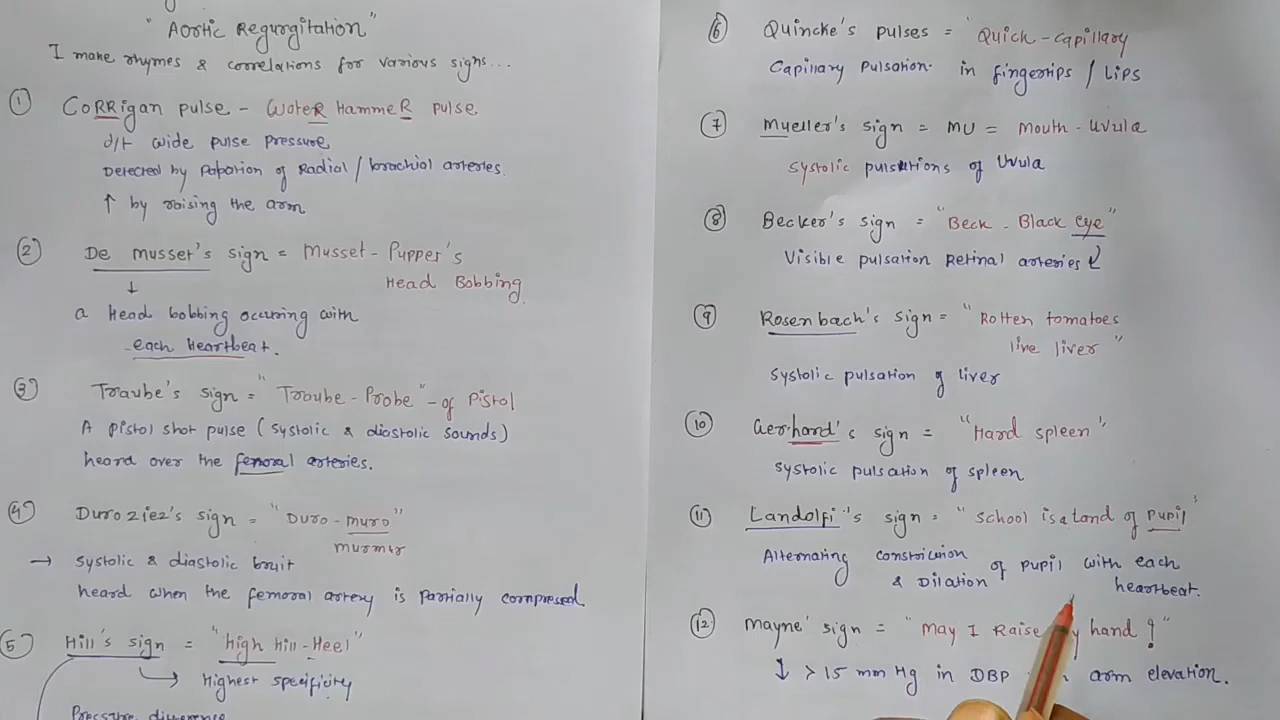 "Aortic Regurgitation"
I make rhymes & correlations for various signs...
① CoRRigan pulse - WateR HammeR pulse
d/t wide pulse pressure
Detected by palpation of Radial / brachial arteries.
↑ by raising the arm
② De musset's sign = Musset - Puppet's
Head Bobbing
↓
a Head bobbing occuring with
each Heartbeat.
③ Traube's sign = "Traube - Probe" - of Pistol
A pistol shot pulse (systolic & diastolic sounds)
heard over the femoral arteries.
④ Duroziez's sign = "Duro - muro"
murmur
→ systolic & diastolic bruit
heard when the femoral artery is partially compressed
⑤ Hill's sign = "High hill - Heel"
Highest specificity
Pressure difference
⑥ Quincke's pulses = "Quick - capillary
Capillary Pulsation in fingertips / Lips
⑦ Mueller's sign = MU = Mouth - Uvula
Systolic pulsations of Uvula
⑧ Becker's sign = "Beck - Black eye"
Visible pulsation Retinal arteries
⑨ Rosenbach's sign = "Rotten tomatoes
live liver"
Systolic pulsation of liver
⑩ Gerhard's sign = "Hard spleen"
Systolic pulsation of spleen
⑪ Landolfi's sign = "School is a land of pupil"
Alternating constriction & Dilation of pupil with each heartbeat.
⑫ Mayne' sign = "May I Raise hand!"
↓ > 15 mm Hg in DBP arm elevation.